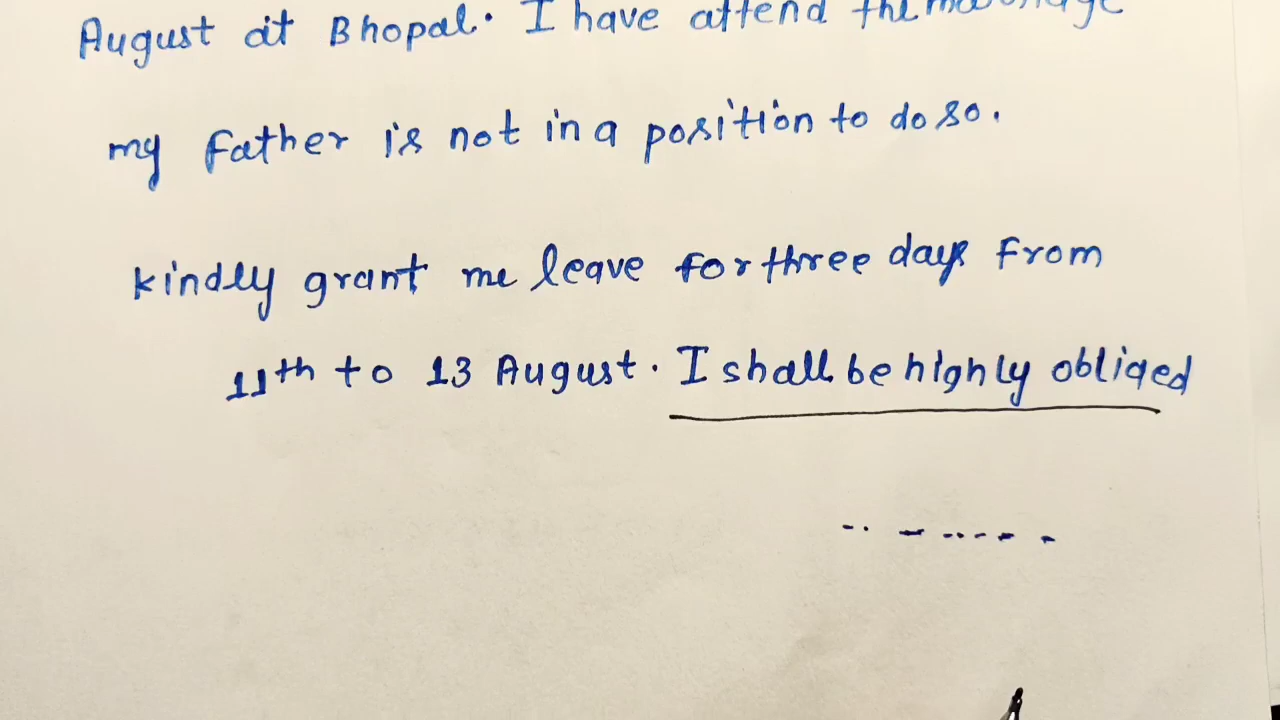 August at Bhopal. I have attend the marriage
my father is not in a position to do so.
kindly grant me leave for three days from
11th to 13 August. I shall be highly obliged